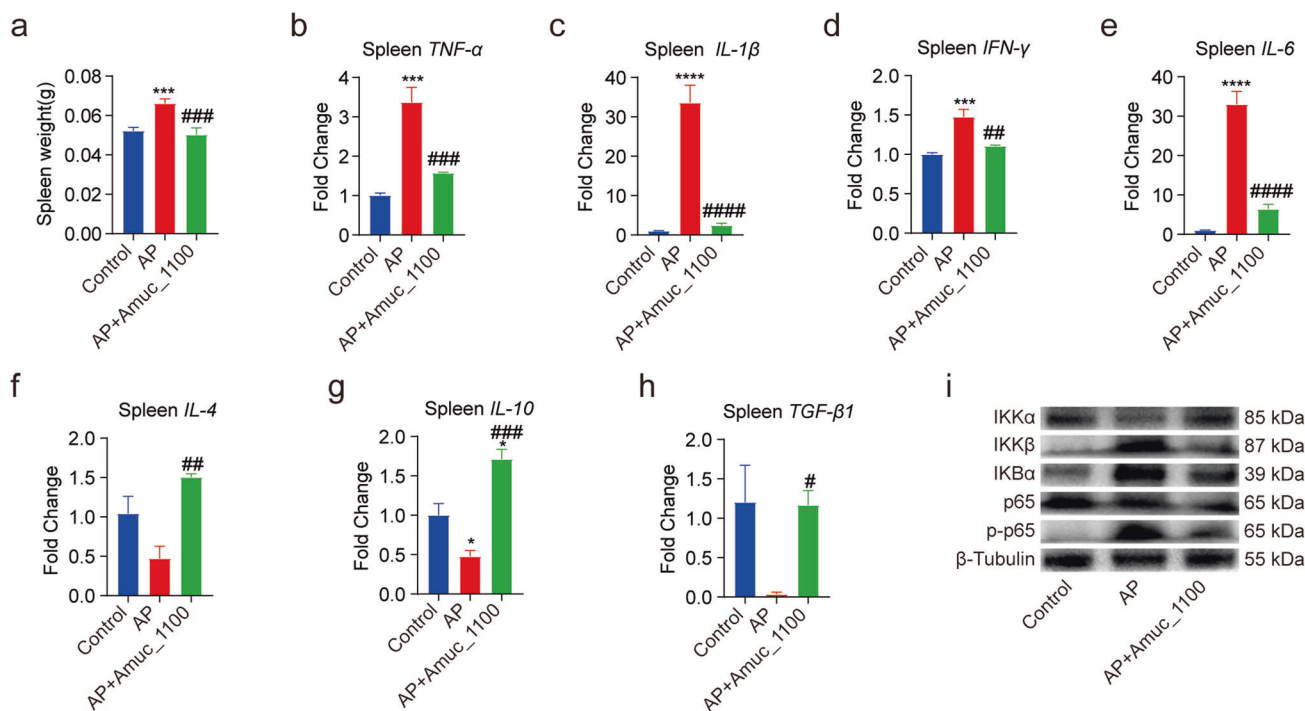 a
Spleen weight(g)
0.08
0.06
0.04
0.02
0.00
***
###
Control
AP
AP+Amuc_1100
b
Spleen TNF-α
Fold Change
4
3
2
1
0
***
###
Control
AP
AP+Amuc_1100
c
Spleen IL-1β
Fold Change
40
30
20
10
0
****
####
Control
AP
AP+Amuc_1100
d
Spleen IFN-γ
Fold Change
2.0
1.5
1.0
0.5
0.0
***
##
Control
AP
AP+Amuc_1100
e
Spleen IL-6
Fold Change
40
30
20
10
0
****
####
Control
AP
AP+Amuc_1100
f
Spleen IL-4
Fold Change
2.0
1.5
1.0
0.5
0.0
##
Control
AP
AP+Amuc_1100
g
Spleen IL-10
Fold Change
2.0
1.5
1.0
0.5
0.0
*
###
*
Control
AP
AP+Amuc_1100
h
Spleen TGF-β1
Fold Change
2.0
1.5
1.0
0.5
0.0
#
Control
AP
AP+Amuc_1100
i
IKKα 85 kDa
IKKβ 87 kDa
IKBα 39 kDa
p65 65 kDa
p-p65 65 kDa
β-Tubulin 55 kDa
Control
AP
AP+Amuc_1100